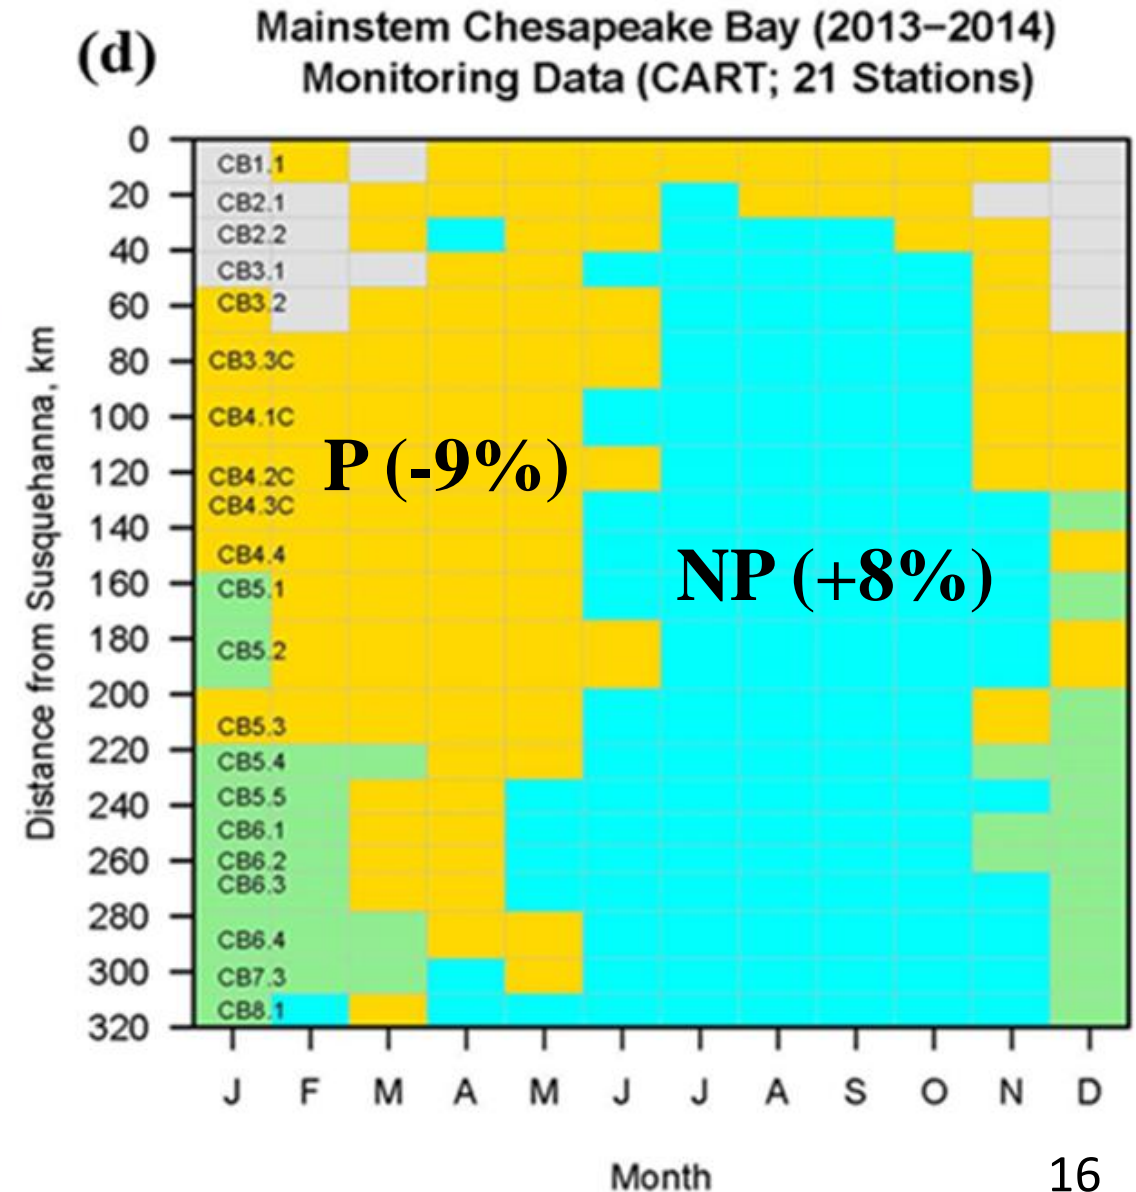 (d)
Mainstem Chesapeake Bay (2013–2014)
Monitoring Data (CART; 21 Stations)
Distance from Susquehanna, km
0
20
40
60
80
100
120
140
160
180
200
220
240
260
280
300
320
CB1.1
CB2.1
CB2.2
CB3.1
CB3.2
CB3.3C
CB4.1C
CB4.2C
CB4.3C
CB4.4
CB5.1
CB5.2
CB5.3
CB5.4
CB5.5
CB6.1
CB6.2
CB6.3
CB6.4
CB7.3
CB8.1
P (-9%)
NP (+8%)
J F M A M J J A S O N D
Month
16